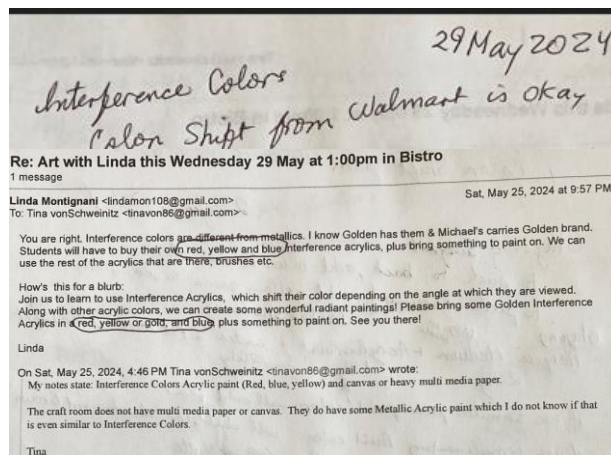 29 May 2024
Interference Colors
Color Shift from Walmart is okay
Re: Art with Linda this Wednesday 29 May at 1:00pm in Bistro
1 message
Linda Montignani <lindamon108@gmail.com>
Sat, May 25, 2024 at 9:57 PM
To: Tina vonSchweinitz <tinavon86@gmail.com>
You are right. Interference colors are different from metallics. I know Golden has them & Michael's carries Golden brand.
Students will have to buy their own red, yellow and blue Interference acrylics, plus bring something to paint on. We can
use the rest of the acrylics that are there, brushes etc.
How's this for a blurb:
Join us to learn to use Interference Acrylics, which shift their color depending on the angle at which they are viewed.
Along with other acrylic colors, we can create some wonderful radiant paintings! Please bring some Golden Interference
Acrylics in a red, yellow or gold, and blue, plus something to paint on. See you there!
Linda
On Sat, May 25, 2024, 4:46 PM Tina vonSchweinitz <tinavon86@gmail.com> wrote:
My notes state: Interference Colors Acrylic paint (Red, blue, yellow) and canvas or heavy multi media paper.
The craft room does not have multi media paper or canvas. They do have some Metallic Acrylic paint which I do not know if that
is even similar to Interference Colors.
Tina